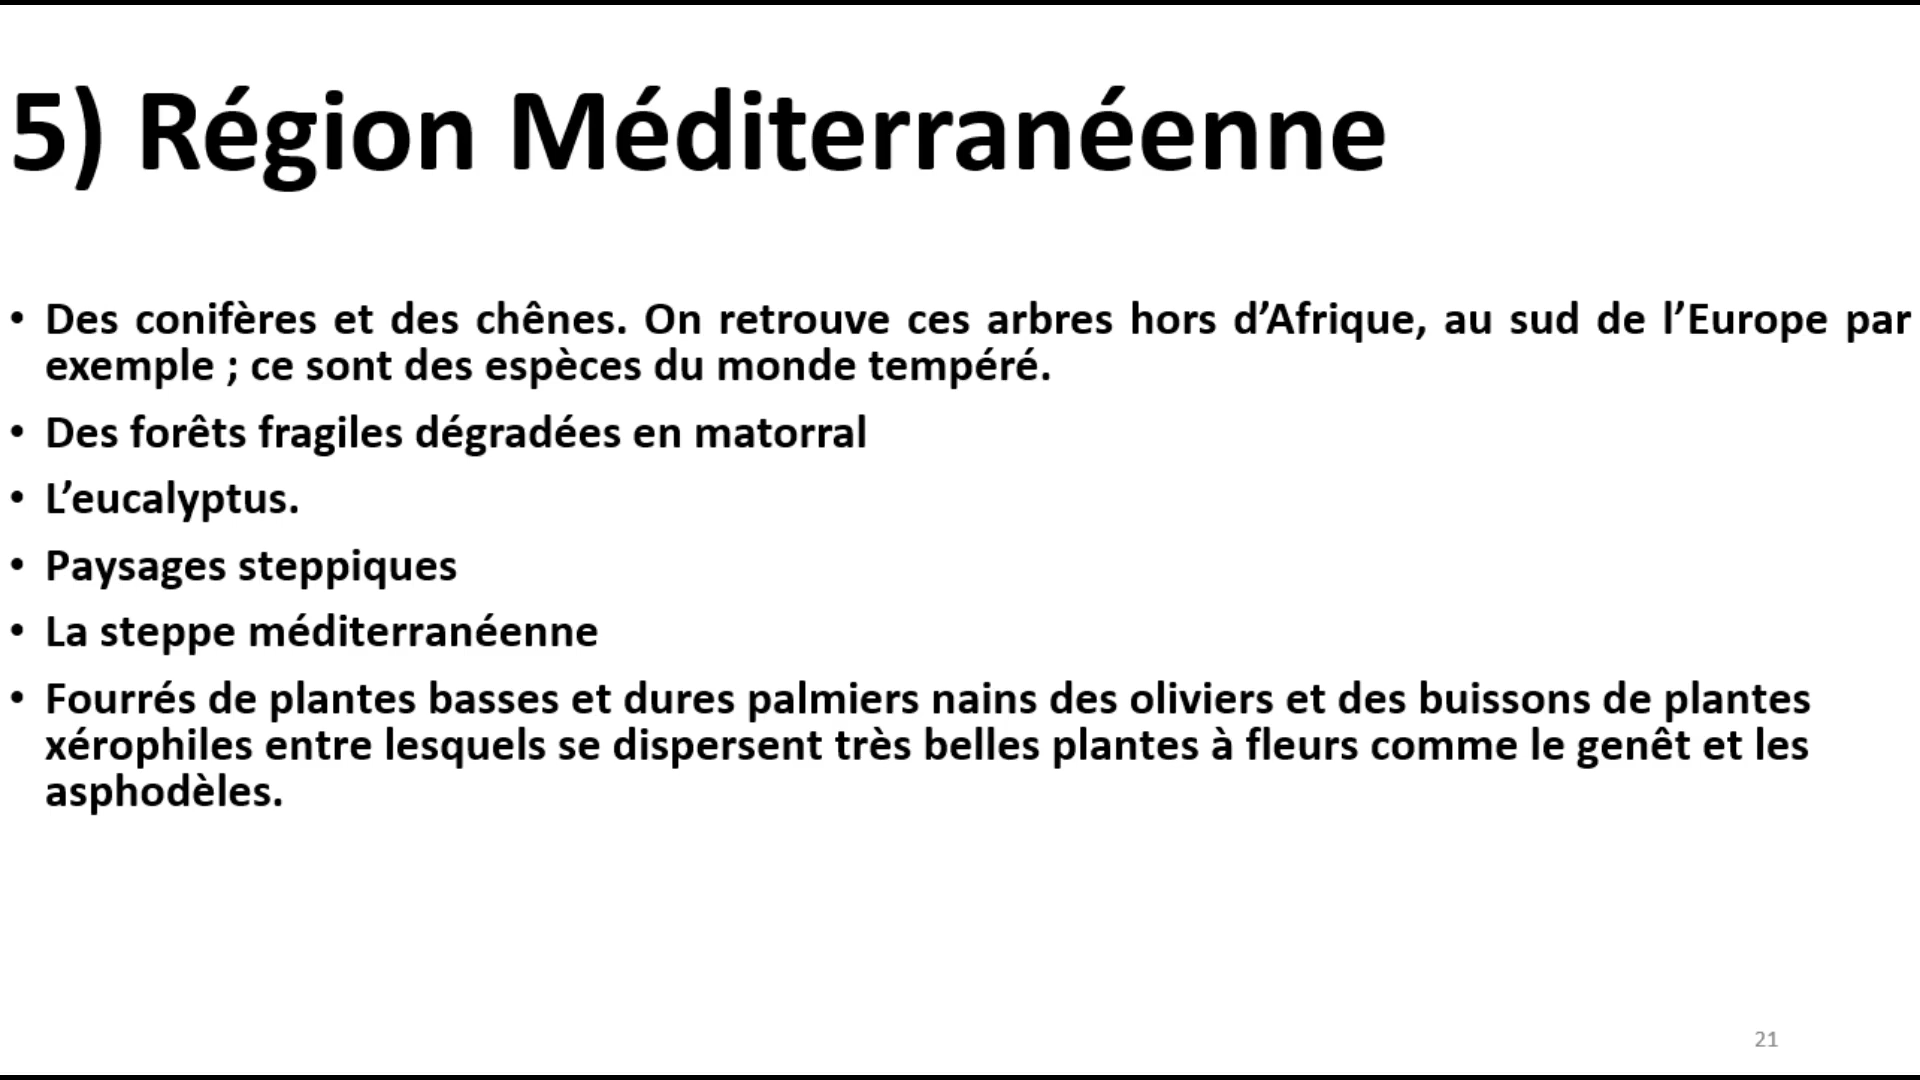 5) Région Méditerranéenne
• Des conifères et des chênes. On retrouve ces arbres hors d’Afrique, au sud de l’Europe par
exemple ; ce sont des espèces du monde tempéré.
• Des forêts fragiles dégradées en matorral
• L’eucalyptus.
• Paysages steppiques
• La steppe méditerranéenne
• Fourrés de plantes basses et dures palmiers nains des oliviers et des buissons de plantes
xérophiles entre lesquels se dispersent très belles plantes à fleurs comme le genêt et les
asphodèles.
21